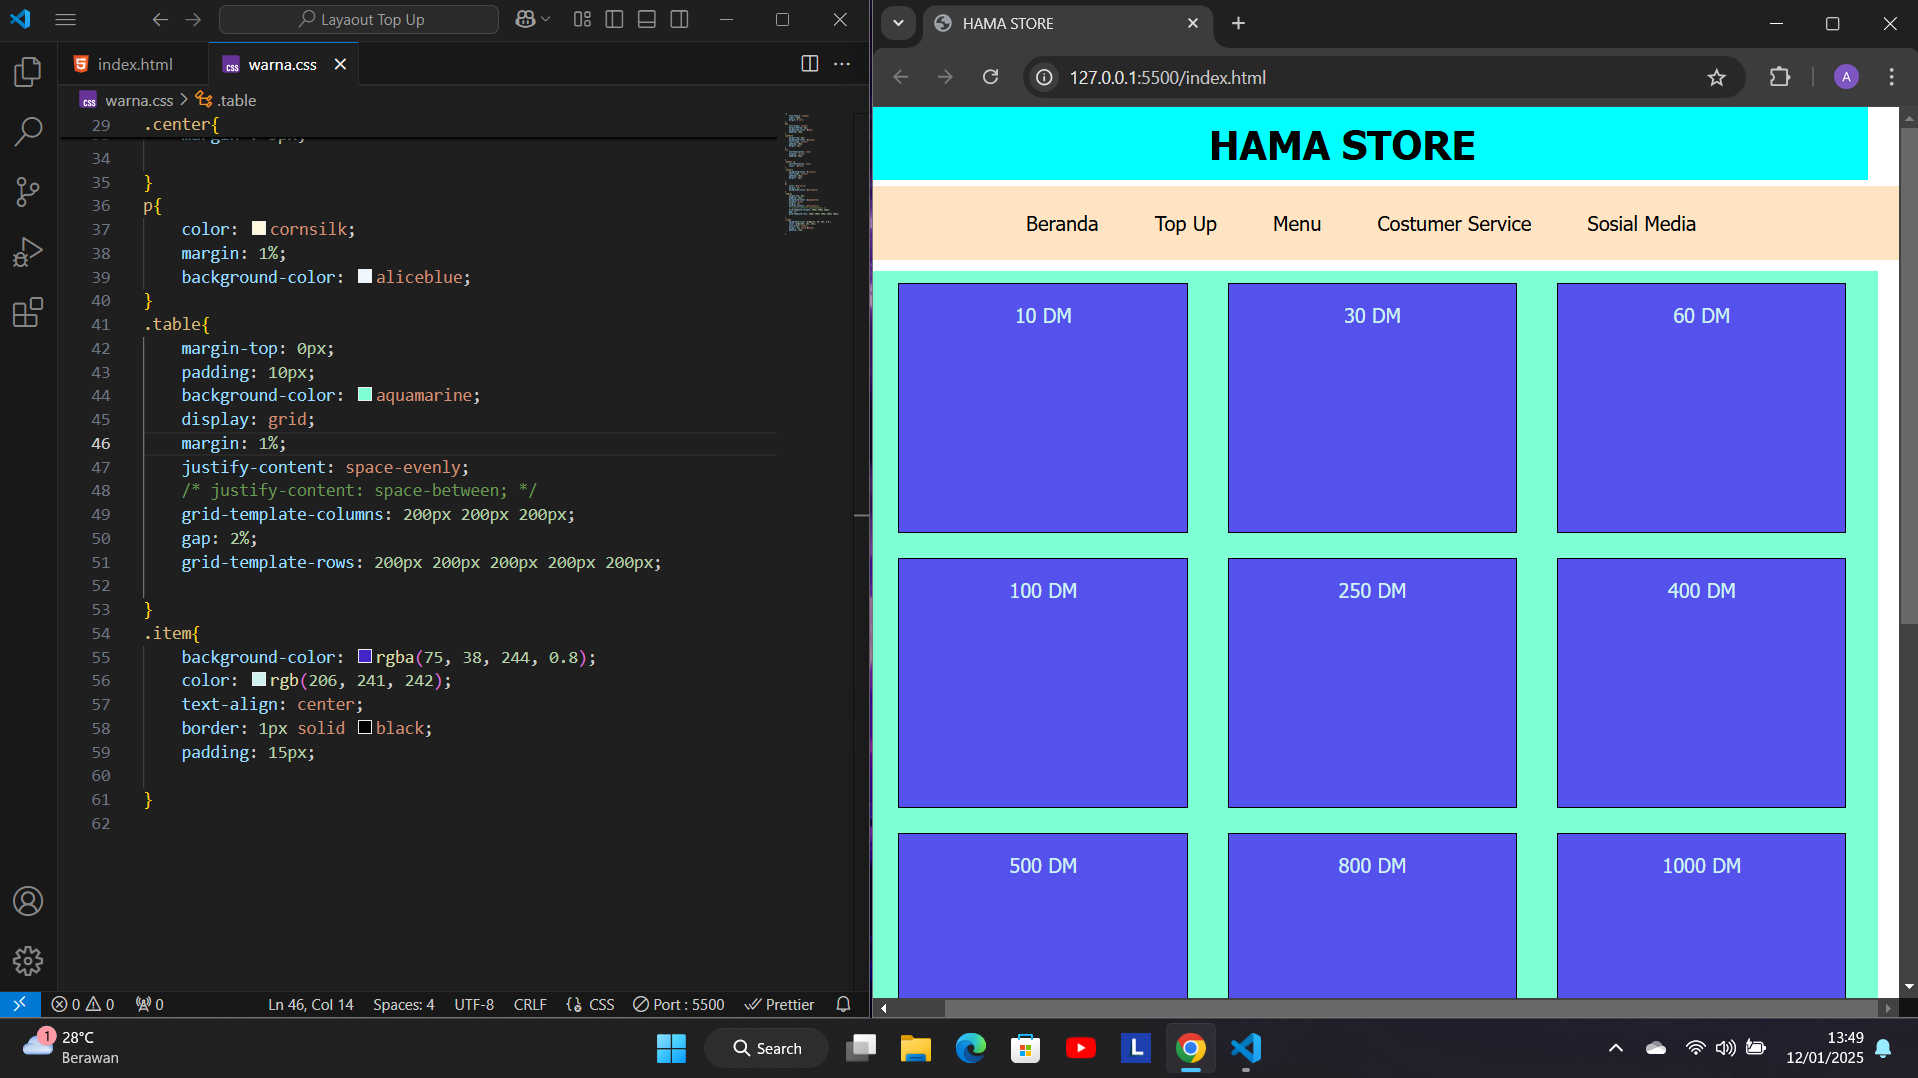 Layaout Top Up
index.html
warna.css
warna.css > .table
29 .center{
34
35 }
36 p{
37 color: cornsilk;
38 margin: 1%;
39 background-color: aliceblue;
40 }
41 .table{
42 margin-top: 0px;
43 padding: 10px;
44 background-color: aquamarine;
45 display: grid;
46 margin: 1%;
47 justify-content: space-evenly;
48 /* justify-content: space-between; */
49 grid-template-columns: 200px 200px 200px;
50 gap: 2%;
51 grid-template-rows: 200px 200px 200px 200px 200px;
52
53 }
54 .item{
55 background-color: rgba(75, 38, 244, 0.8);
56 color: rgb(206, 241, 242);
57 text-align: center;
58 border: 1px solid black;
59 padding: 15px;
60
61 }
62
0 0 0 Ln 46, Col 14 Spaces: 4 UTF-8 CRLF CSS Port : 5500 Prettier
HAMA STORE
127.0.0.1:5500/index.html
A
HAMA STORE
Beranda Top Up Menu Costumer Service Sosial Media
10 DM 30 DM 60 DM
100 DM 250 DM 400 DM
500 DM 800 DM 1000 DM
1
28°C
Berawan
Search
L
13:49
12/01/2025